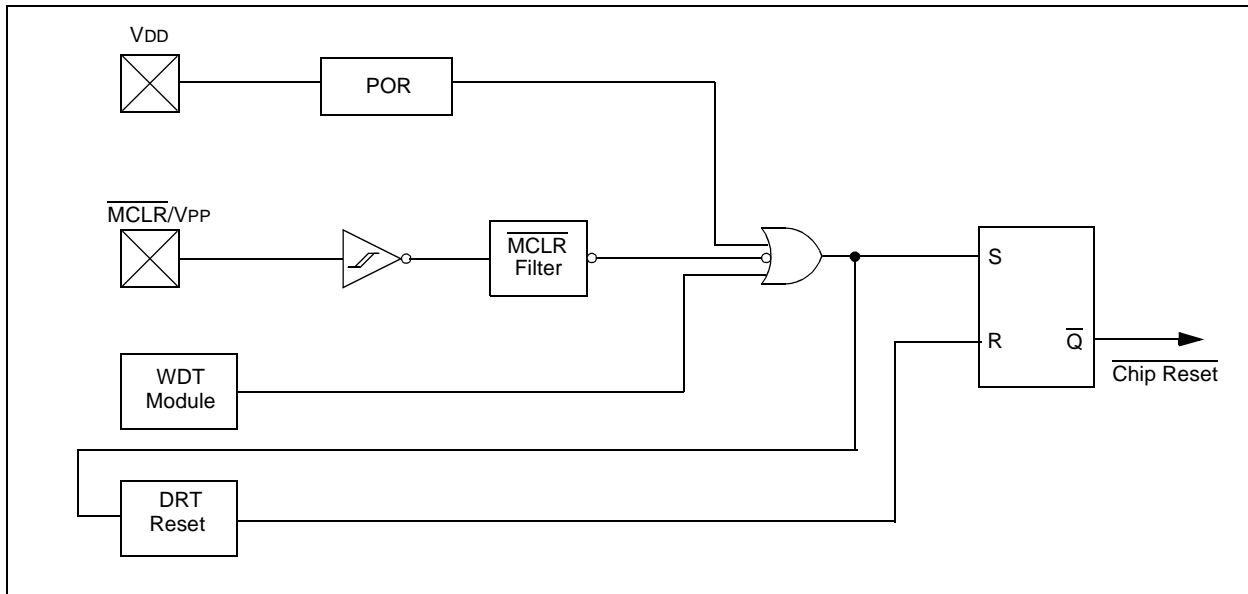 VDD
POR
MCLR/VPP
MCLR
Filter
S
R
Q
Chip Reset
WDT
Module
DRT
Reset